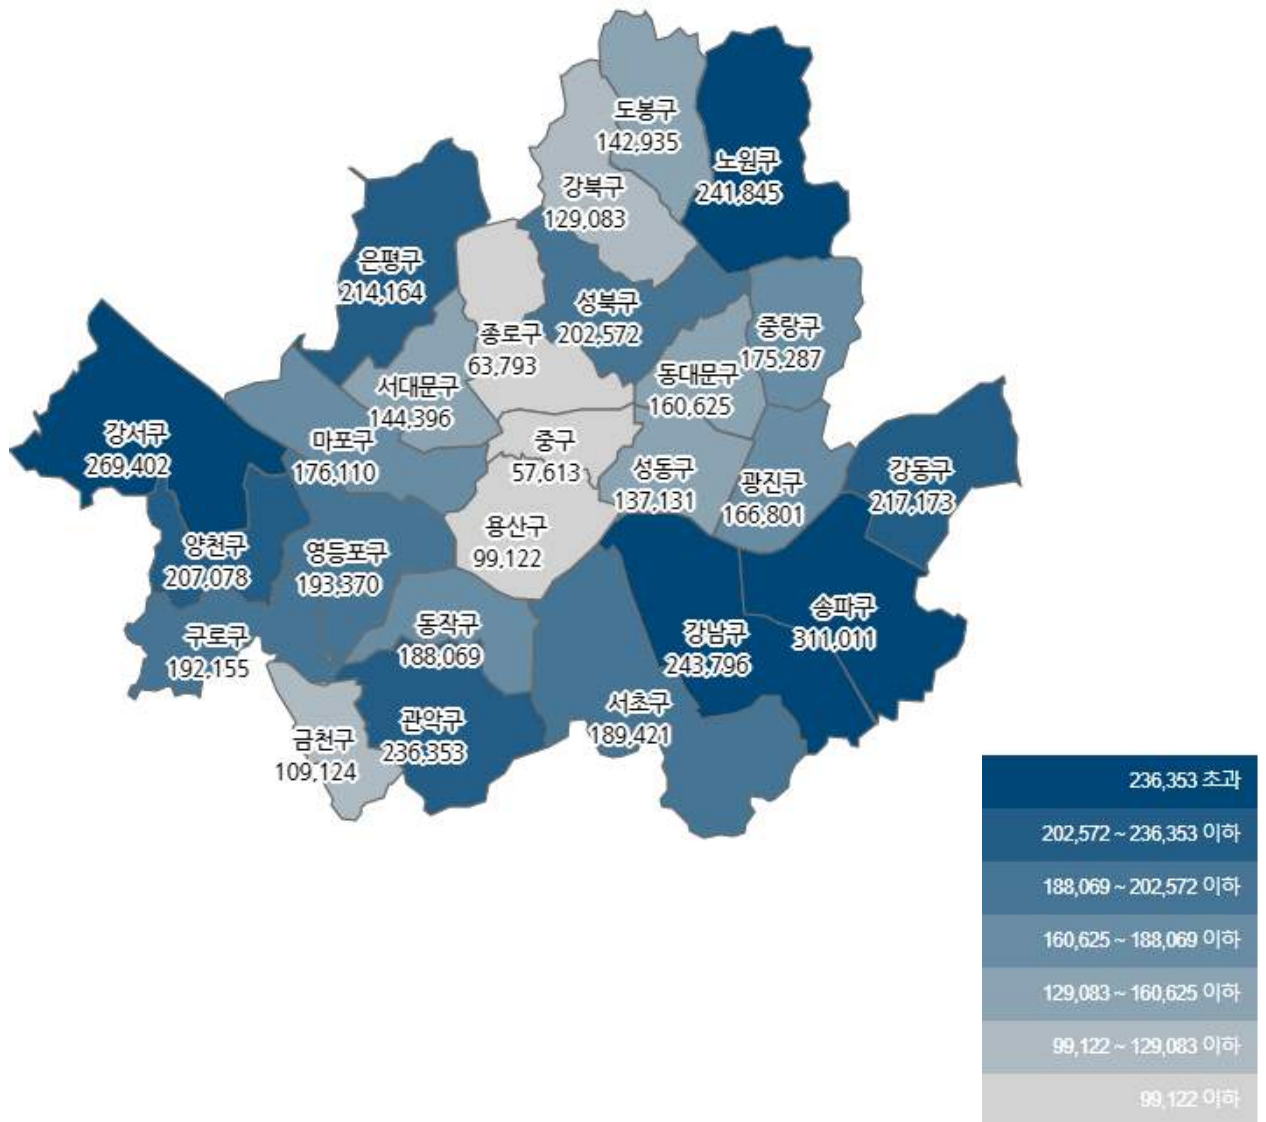 도봉구
142,935
노원구
241,845
강북구
129,083
은평구
214,164
성북구
202,572
종로구
63,793
중랑구
175,287
동대문구
160,625
서대문구
144,396
강서구
269,402
마포구
176,110
중구
57,613
성동구
137,131
광진구
166,801
강동구
217,173
양천구
207,078
영등포구
193,370
용산구
99,122
구로구
192,155
동작구
188,069
강남구
243,796
송파구
311,011
서초구
189,421
금천구
109,124
관악구
236,353
236,353 초과
202,572 ~ 236,353 이하
188,069 ~ 202,572 이하
160,625 ~ 188,069 이하
129,083 ~ 160,625 이하
99,122 ~ 129,083 이하
99,122 이하